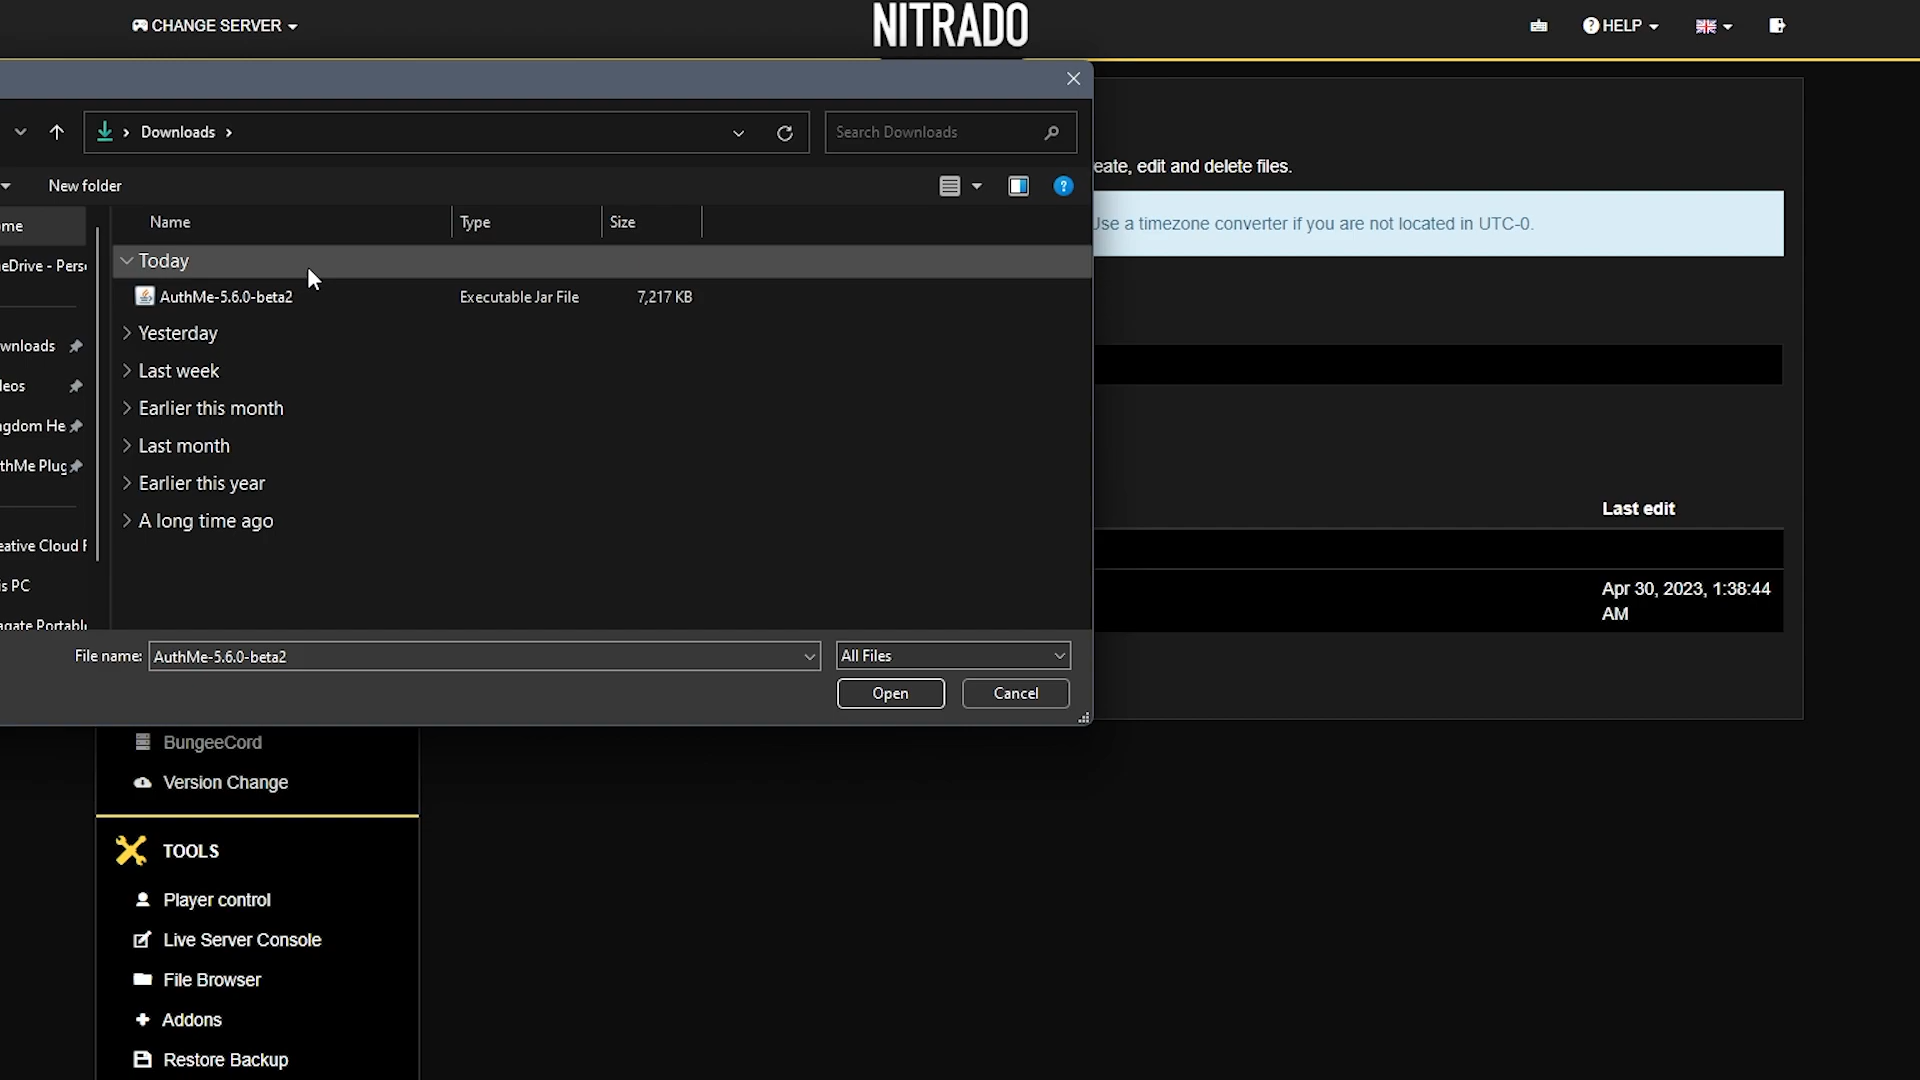 CHANGE SERVER
NITRADO
HELP
Downloads
Search Downloads
eate, edit and delete files.
New folder
Use a timezone converter if you are not located in UTC-0.
Name
Type
Size
me
eDrive - Pers
Today
AuthMe-5.6.0-beta2
Executable Jar File
7,217 KB
Yesterday
wnloads
Last week
eos
Earlier this month
ngdom He
Last month
thMe Plug
Earlier this year
A long time ago
Last edit
eative Cloud F
is PC
Apr 30, 2023, 1:38:44
AM
agate Portabl
File name:
AuthMe-5.6.0-beta2
All Files
Open
Cancel
BungeeCord
Version Change
TOOLS
Player control
Live Server Console
File Browser
Addons
Restore Backup